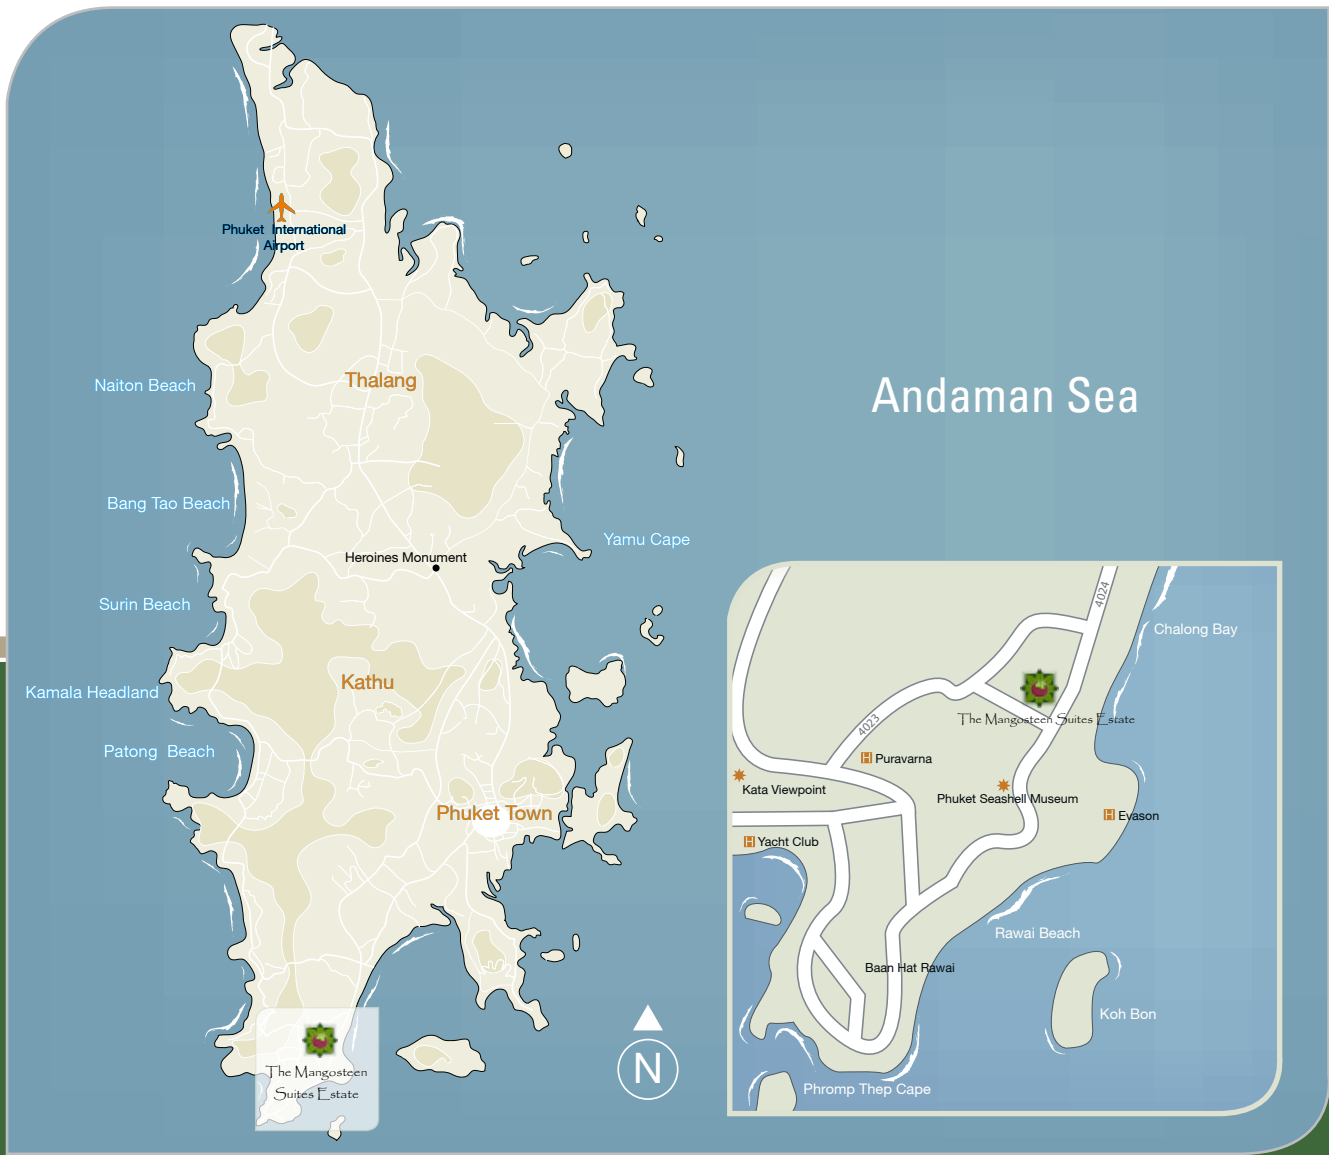 Phuket International
Airport
Naiton Beach
Thalang
Andaman Sea
Bang Tao Beach
Yamu Cape
Heroines Monument
Surin Beach
Kathu
Kamala Headland
Patong Beach
Phuket Town
The Mangosteen
Suites Estate
N
4024
Chalong Bay
The Mangosteen Suites Estate
4023
H Puravarna
Kata Viewpoint
Phuket Seashell Museum
H Evason
H Yacht Club
Rawai Beach
Baan Hat Rawai
Koh Bon
Phromp Thep Cape